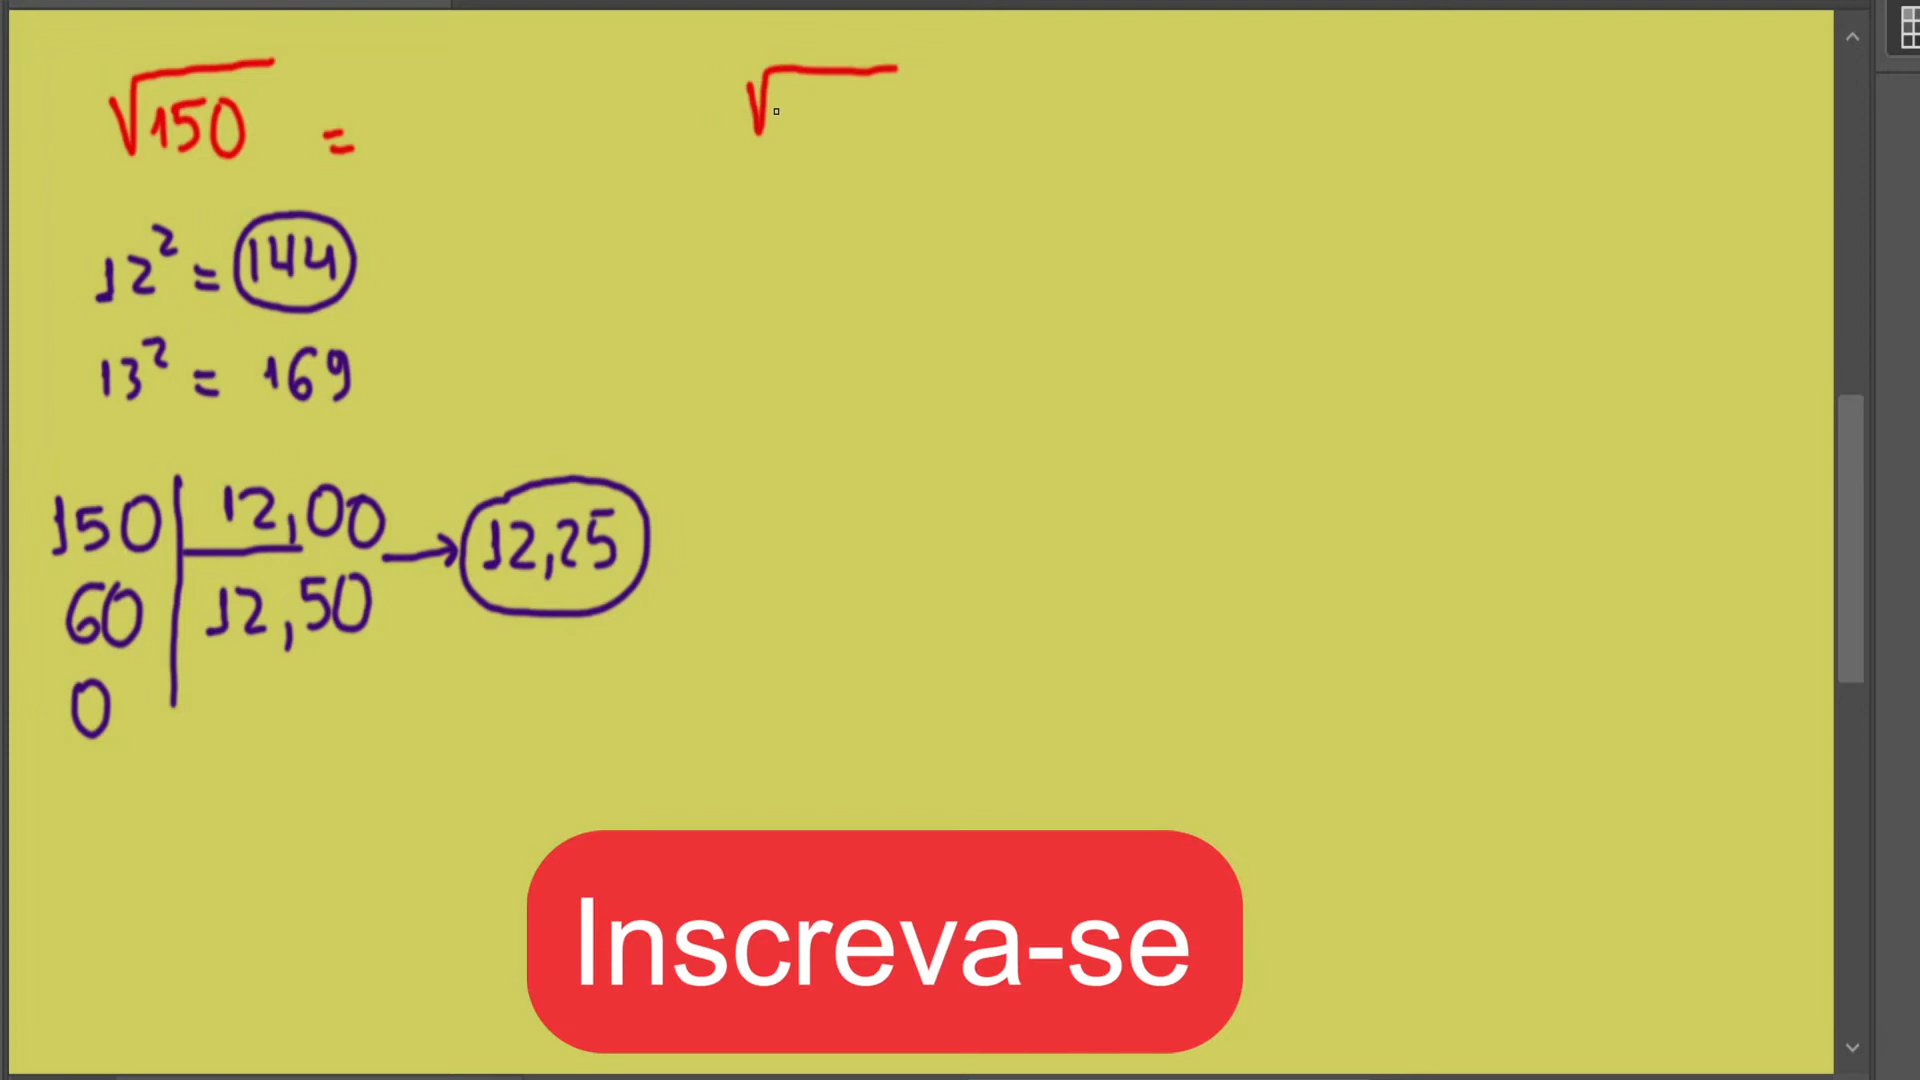 √150 =
√
12² = 144
13² = 169
150 | 12,00 → 12,25
60 | 12,50
0
Inscreva-se